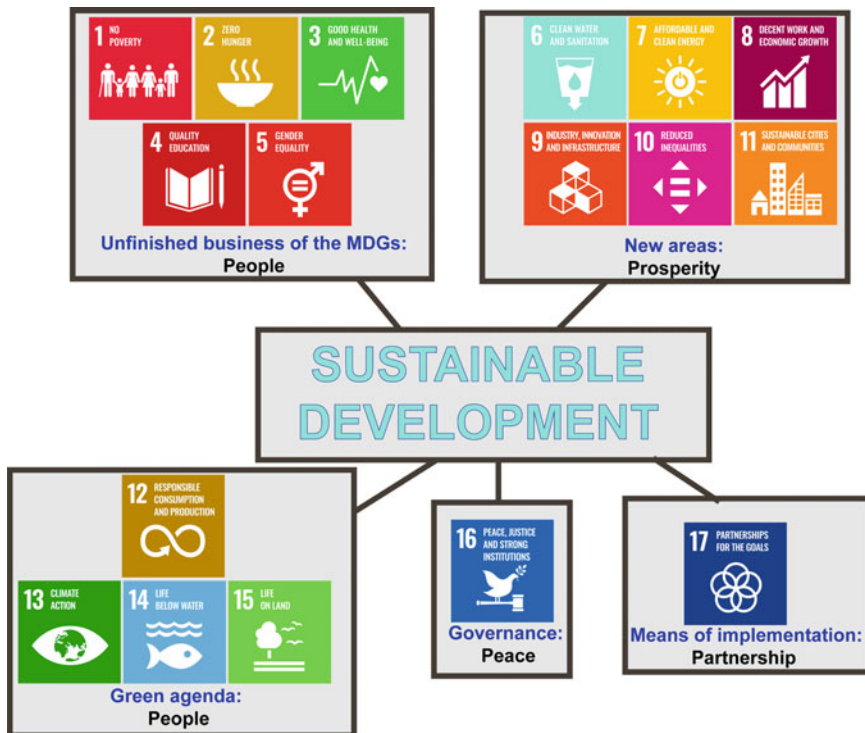 1 NO
POVERTY
2 ZERO
HUNGER
3 GOOD HEALTH
AND WELL-BEING
4 QUALITY
EDUCATION
5 GENDER
EQUALITY
Unfinished business of the MDGs:
People
6 CLEAN WATER
AND SANITATION
7 AFFORDABLE AND
CLEAN ENERGY
8 DECENT WORK AND
ECONOMIC GROWTH
9 INDUSTRY, INNOVATION
AND INFRASTRUCTURE
10 REDUCED
INEQUALITIES
11 SUSTAINABLE CITIES
AND COMMUNITIES
New areas:
Prosperity
SUSTAINABLE
DEVELOPMENT
12 RESPONSIBLE
CONSUMPTION
AND PRODUCTION
13 CLIMATE
ACTION
14 LIFE
BELOW WATER
15 LIFE
ON LAND
Green agenda:
People
16 PEACE, JUSTICE
AND STRONG
INSTITUTIONS
Governance:
Peace
17 PARTNERSHIPS
FOR THE GOALS
Means of implementation:
Partnership